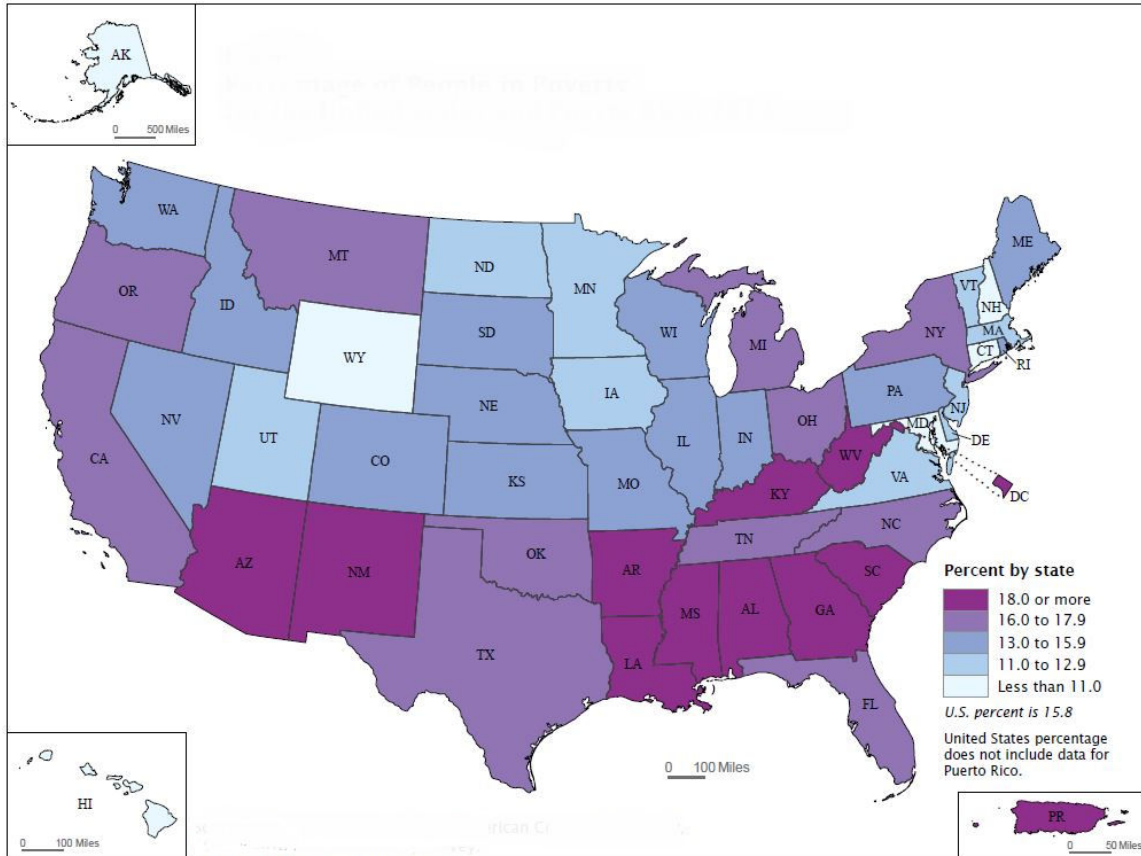 AK
0 500 Miles
Percentage of People in Poverty
WA
MT
ND
MN
ME
OR
ID
SD
WI
MI
VT
NH
NY
MA
CT
RI
WY
NE
IA
PA
NJ
NV
UT
CO
KS
IL
IN
OH
MD
DE
CA
MO
WV
VA
DC
KY
AZ
NM
OK
AR
TN
NC
SC
TX
LA
MS
AL
GA
FL
Percent by state
18.0 or more
16.0 to 17.9
13.0 to 15.9
11.0 to 12.9
Less than 11.0
U.S. percent is 15.8
United States percentage
does not include data for
Puerto Rico.
0 100 Miles
HI
0 100 Miles
PR
0 50 Miles